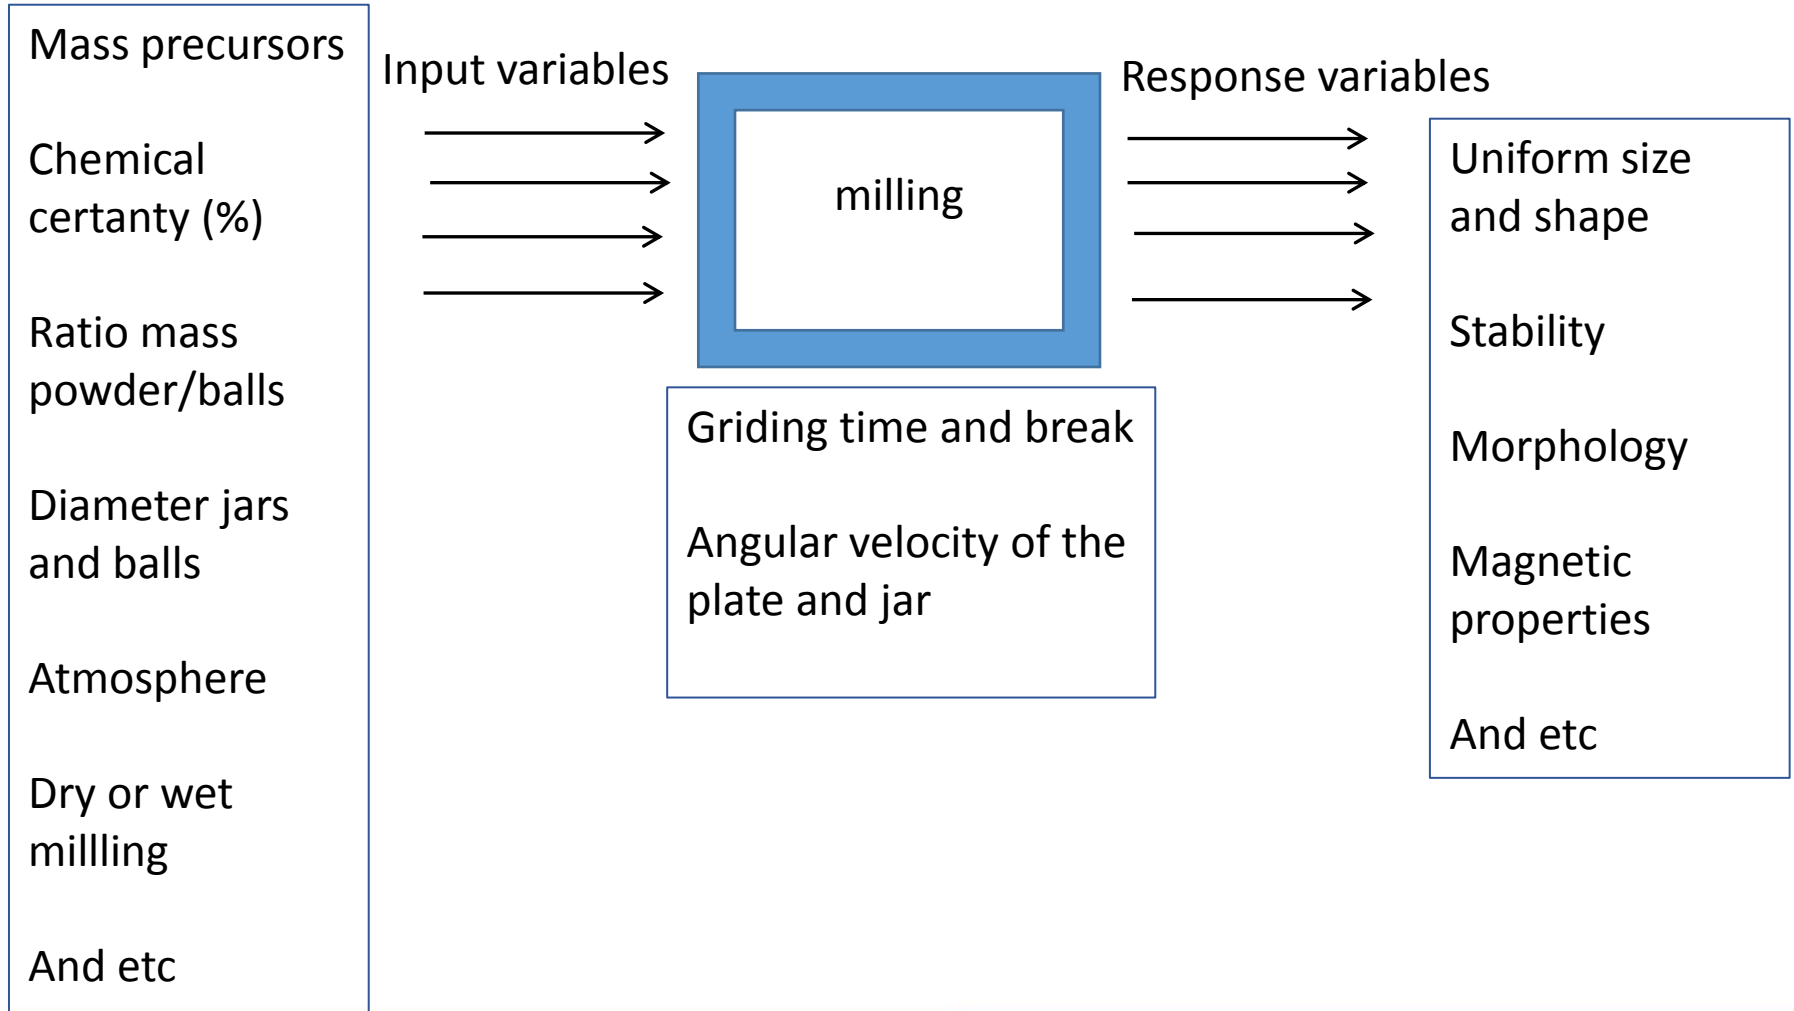 Mass precursors
Chemical
certanty (%)
Ratio mass
powder/balls
Diameter jars
and balls
Atmosphere
Dry or wet
millling
And etc
Input variables
milling
Griding time and break
Angular velocity of the
plate and jar
Response variables
Uniform size
and shape
Stability
Morphology
Magnetic
properties
And etc